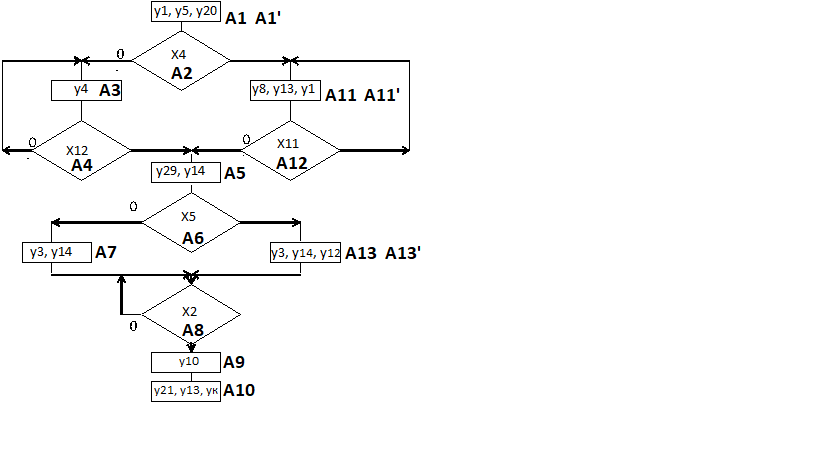 y1, y5, y20 A1 A1'
0 X4
A2
y4 A3 y8, y13, y1 A11 A11'
0 X12 0 X11
A4 A12
y29, y14 A5
0 X5
A6
y3, y14 A7 y3, y14, y12 A13 A13'
X2
0 A8
y10 A9
y21, y13, yк A10